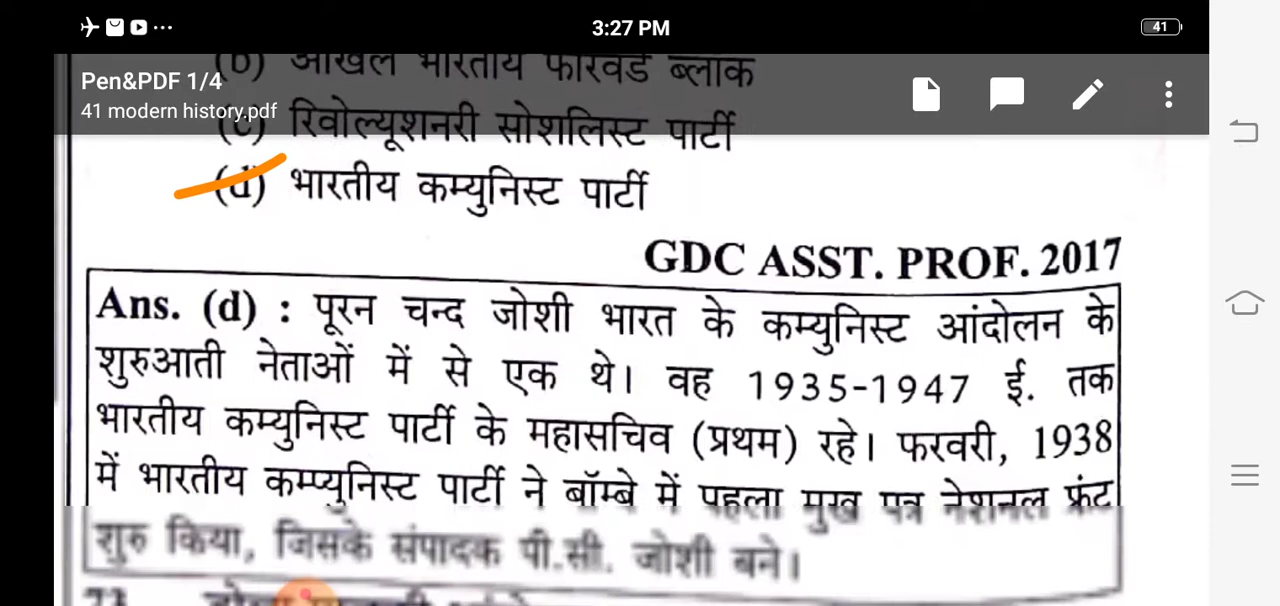 3:27 PM
41
Pen&PDF 1/4
41 modern history.pdf
(b) अखिल भारतीय फॉरवर्ड ब्लाक
(c) रिवोल्यूशनरी सोशलिस्ट पार्टी
(d) भारतीय कम्युनिस्ट पार्टी
GDC ASST. PROF. 2017
Ans. (d) : पूरन चन्द जोशी भारत के कम्युनिस्ट आंदोलन के
शुरुआती नेताओं में से एक थे। वह 1935-1947 ई. तक
भारतीय कम्युनिस्ट पार्टी के महासचिव (प्रथम) रहे। फरवरी, 1938
में भारतीय कम्प्युनिस्ट पार्टी ने बॉम्बे में पहला मुख पत्र नेशनल फ्रंट
शुरु किया, जिसके संपादक पी.सी. जोशी बने।